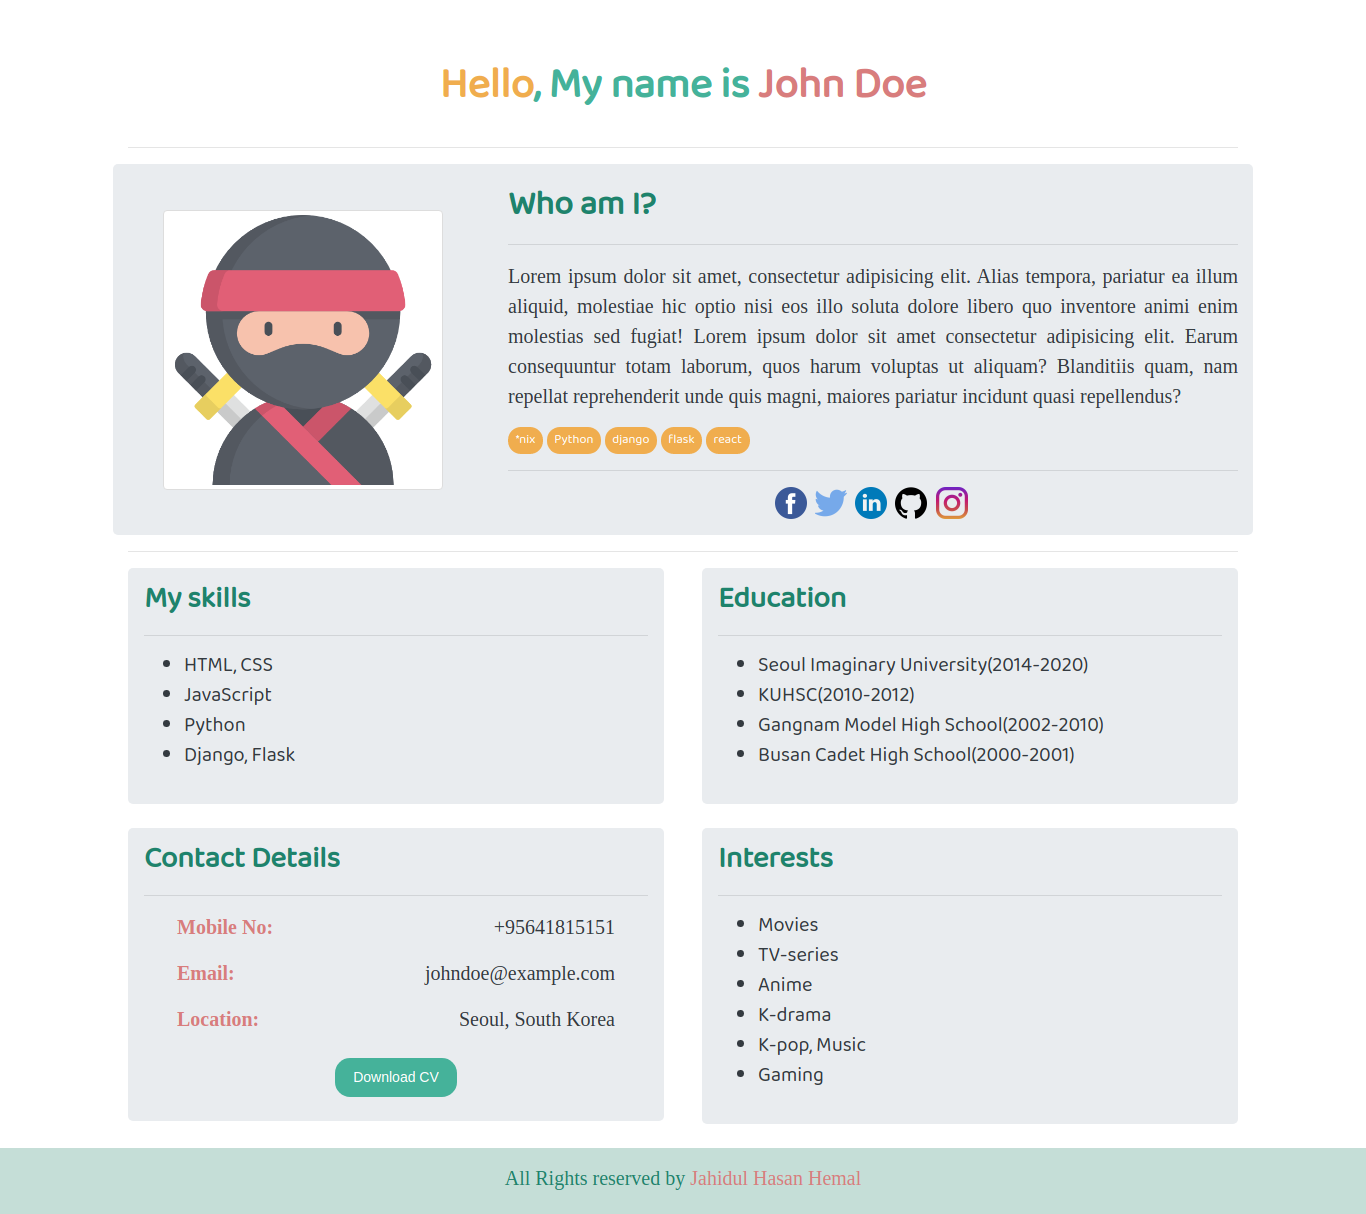 Hello, My name is John Doe
Who am I?
Lorem ipsum dolor sit amet, consectetur adipisicing elit. Alias tempora, pariatur ea illum
aliquid, molestiae hic optio nisi eos illo soluta dolore libero quo inventore animi enim
molestias sed fugiat! Lorem ipsum dolor sit amet consectetur adipisicing elit. Earum
consequuntur totam laborum, quos harum voluptas ut aliquam? Blanditiis quam, nam
repellat reprehenderit unde quis magni, maiores pariatur incidunt quasi repellendus?
*nix Python django flask react
My skills
HTML, CSS
JavaScript
Python
Django, Flask
Education
Seoul Imaginary University(2014-2020)
KUHSC(2010-2012)
Gangnam Model High School(2002-2010)
Busan Cadet High School(2000-2001)
Contact Details
Mobile No: +95641815151
Email: johndoe@example.com
Location: Seoul, South Korea
Download CV
Interests
Movies
TV-series
Anime
K-drama
K-pop, Music
Gaming
All Rights reserved by Jahidul Hasan Hemal